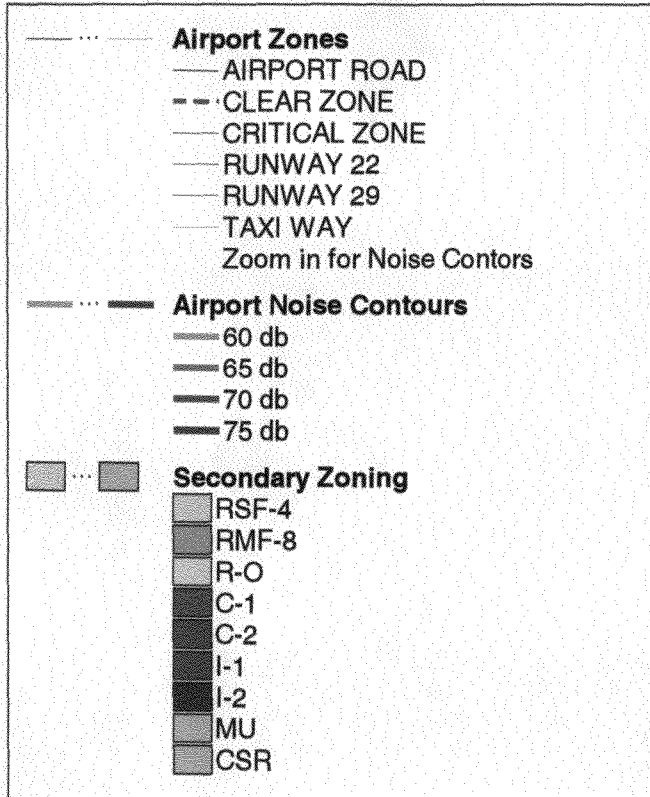 Airport Zones
AIRPORT ROAD
CLEAR ZONE
CRITICAL ZONE
RUNWAY 22
RUNWAY 29
TAXI WAY
Zoom in for Noise Contors
Airport Noise Contours
60 db
65 db
70 db
75 db
Secondary Zoning
RSF-4
RMF-8
R-O
C-1
C-2
I-1
I-2
MU
CSR